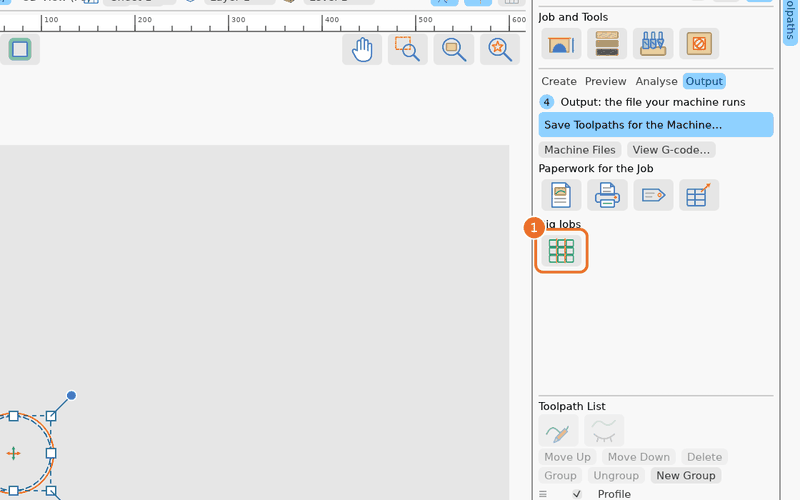 100
200
300
400
500
600
Job and Tools
Create Preview Analyse Output
4 Output: the file your machine runs
Save Toolpaths for the Machine...
Machine Files View G-code...
Paperwork for the Job
1
Jobs
Toolpath List
Move Up Move Down Delete
Group Ungroup New Group
Profile